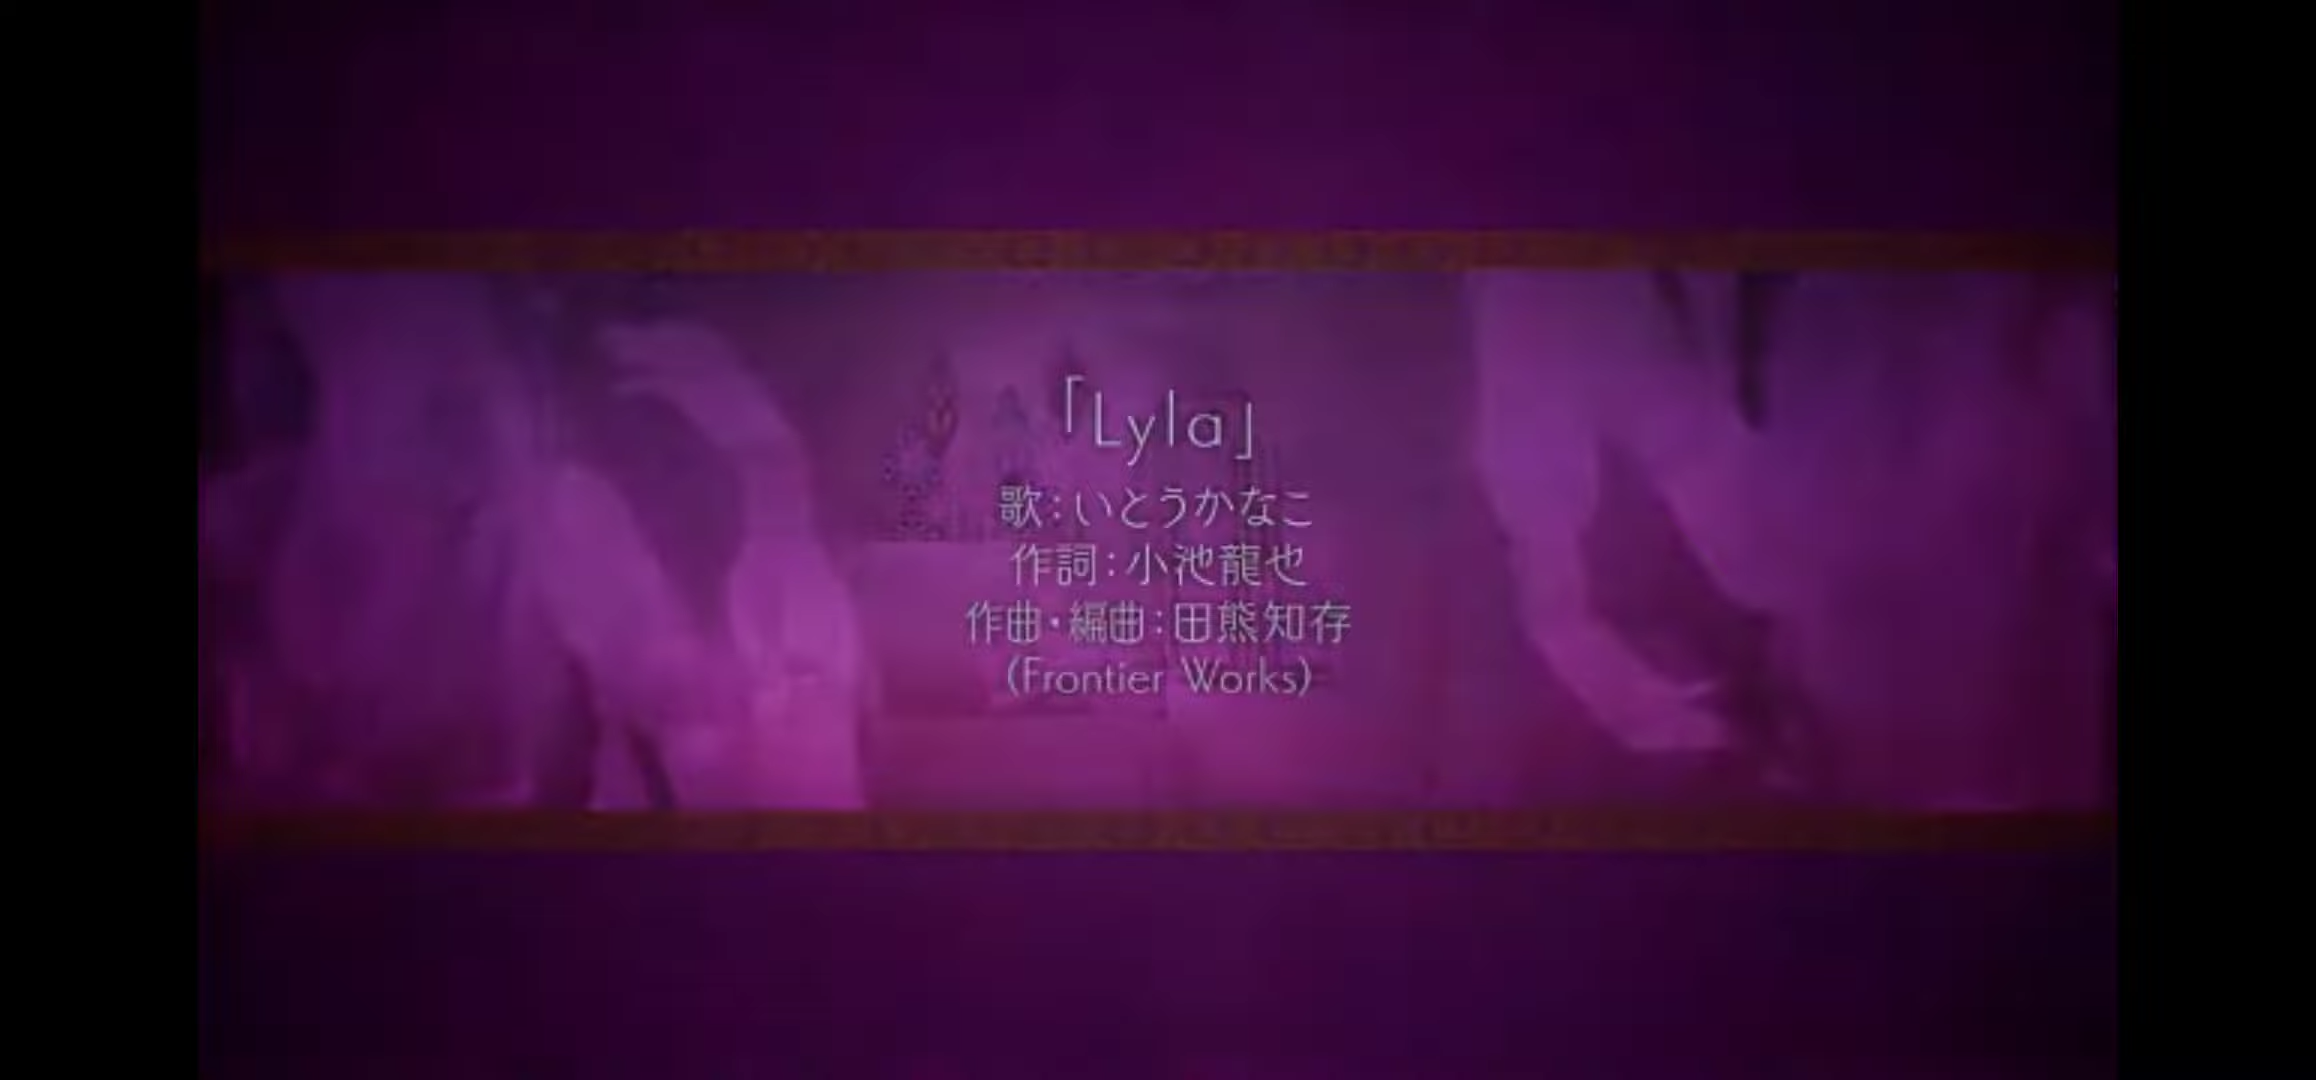 「Lyla」
歌:いとうかなこ
作詞:小池龍也
作曲・編曲:田熊知存
(Frontier Works)